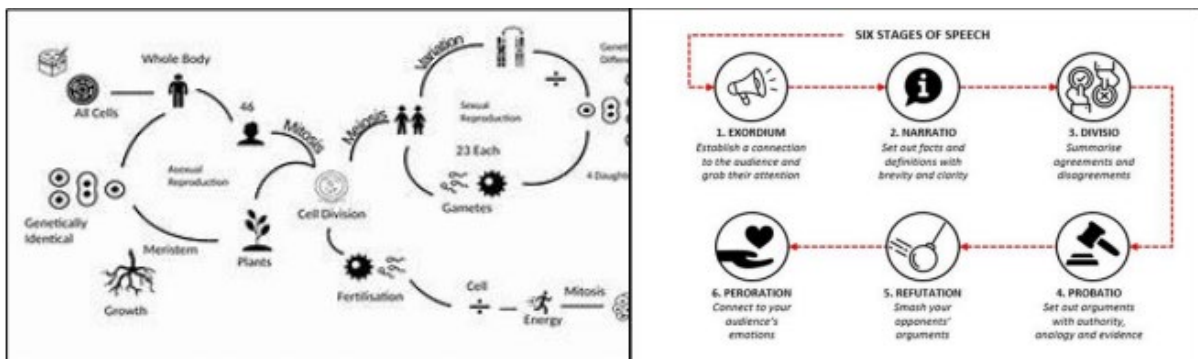 Whole Body
All Cells
46
Mitosis
Asexual
Reproduction
Genetically
Identical
Meristem
Growth
Plants
Cell Division
Meiosis
Variation
Sexual
Reproduction
23 Each
Gametes
4 Daught
Fertilisation
Cell
Energy
Mitosis
Genet
Differ
SIX STAGES OF SPEECH
1. EXORDIUM
Establish a connection
to the audience and
grab their attention
2. NARRATIO
Set out facts and
definitions with
brevity and clarity
3. DIVISIO
Summarise
agreements and
disagreements
4. PROBATIO
Set out arguments
with authority,
analogy and evidence
5. REFUTATION
Smash your
opponents'
arguments
6. PERORATION
Connect to your
audience's
emotions